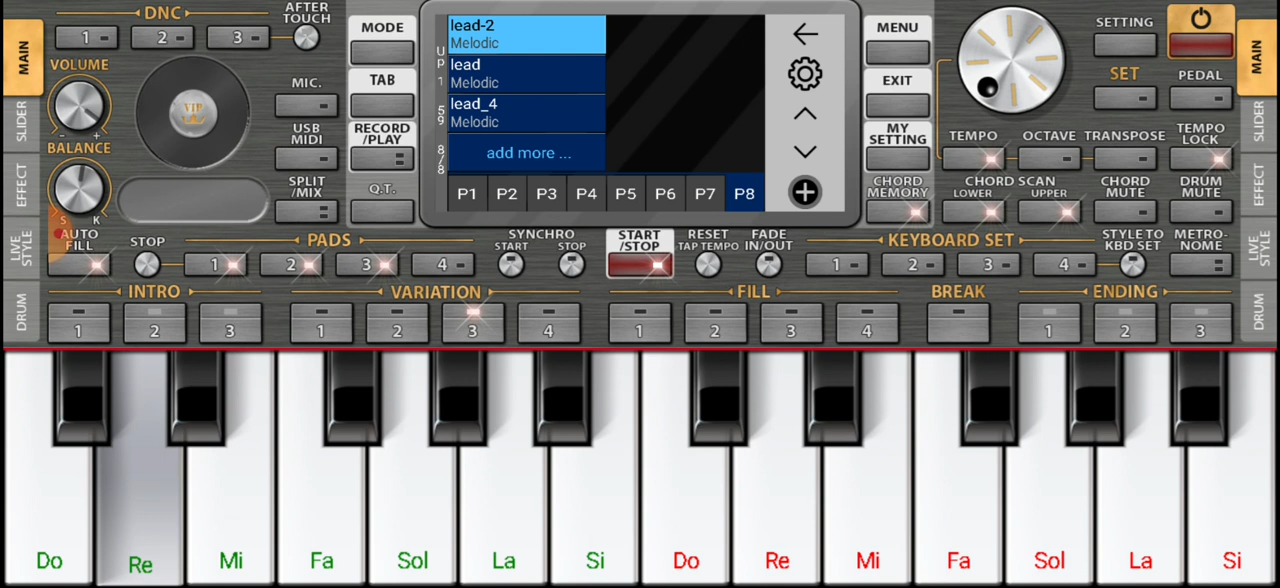 DNC
1
2
3
AFTER
TOUCH
MAIN
SLIDER
EFFECT
LIVE
STYLE
DRUM
VOLUME
- +
BALANCE
S K
VIP
MIC.
USB
MIDI
SPLIT
/MIX
MODE
TAB
RECORD
/PLAY
Q.T.
lead-2
Melodic
lead
Melodic
lead_4
Melodic
add more ...
P1 P2 P3 P4 P5 P6 P7 P8
MENU
EXIT
MY
SETTING
CHORD
MEMORY
SETTING
SET
PEDAL
TEMPO
OCTAVE
TRANSPOSE
TEMPO
LOCK
CHORD SCAN
LOWER UPPER
CHORD
MUTE
DRUM
MUTE
MAIN
SLIDER
EFFECT
LIVE
STYLE
DRUM
AUTO
FILL
STOP
PADS
1 2 3 4
SYNCHRO
START STOP
START
/STOP
RESET
TAP TEMPO
FADE
IN/OUT
KEYBOARD SET
1 2 3 4
STYLE TO
KBD SET
METRO-
NOME
INTRO
1 2 3
VARIATION
1 2 3 4
FILL
1 2 3 4
BREAK
ENDING
1 2 3
Do Re Mi Fa Sol La Si Do Re Mi Fa Sol La Si